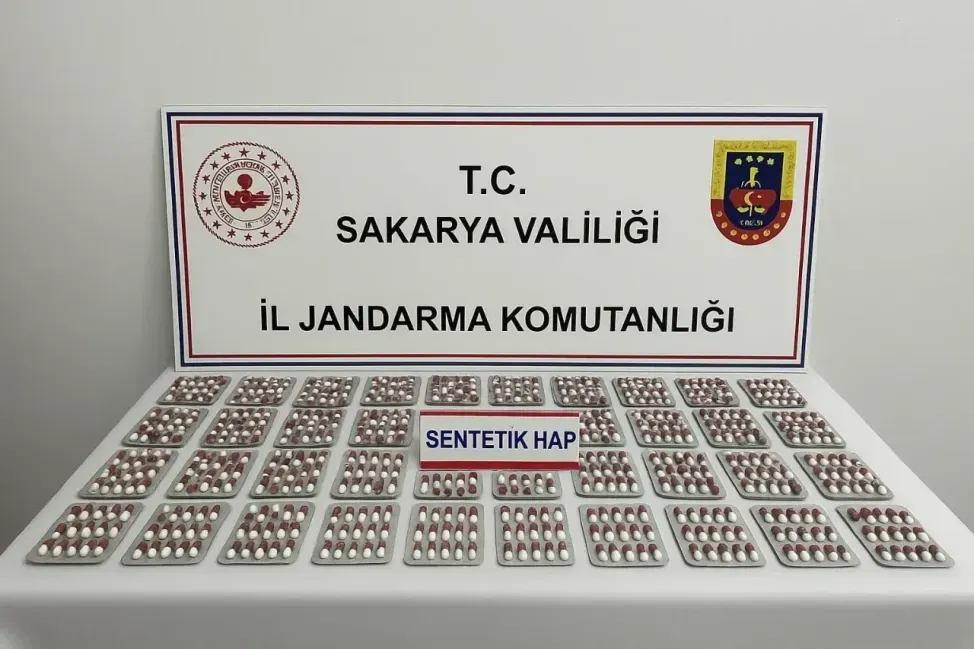 T.C.
SAKARYA VALİLİĞİ
İL JANDARMA KOMUTANLIĞI
SENTETİK HAP